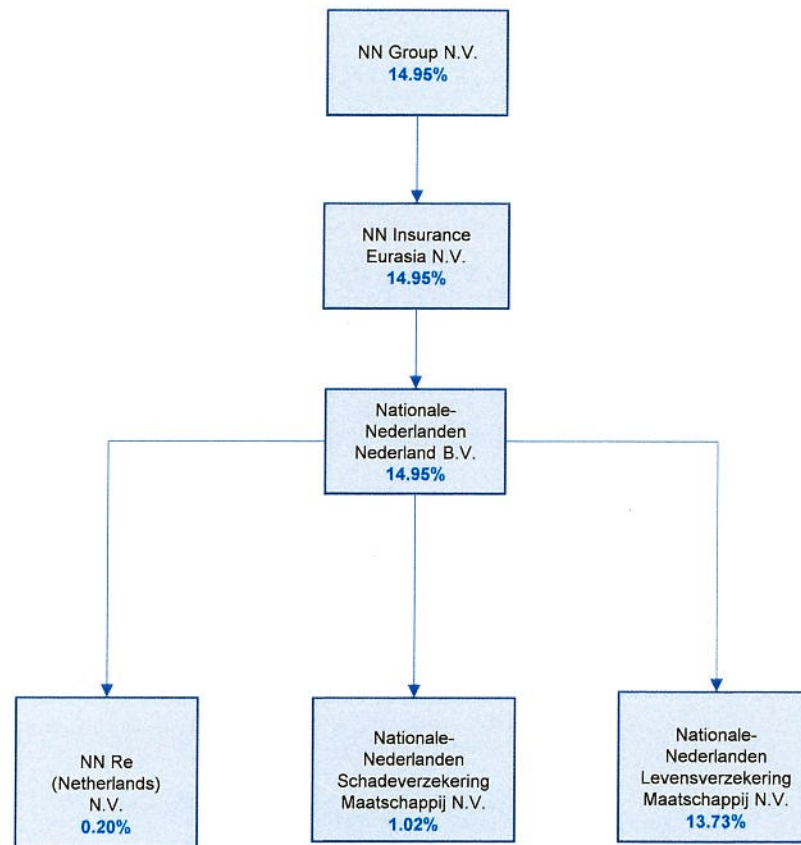 NN Group N.V.
14.95%
NN Insurance
Eurasia N.V.
14.95%
Nationale-
Nederlanden
Nederland B.V.
14.95%
NN Re
(Netherlands)
N.V.
0.20%
Nationale-
Nederlanden
Schadeverzekering
Maatschappij N.V.
1.02%
Nationale-
Nederlanden
Levensverzekering
Maatschappij N.V.
13.73%